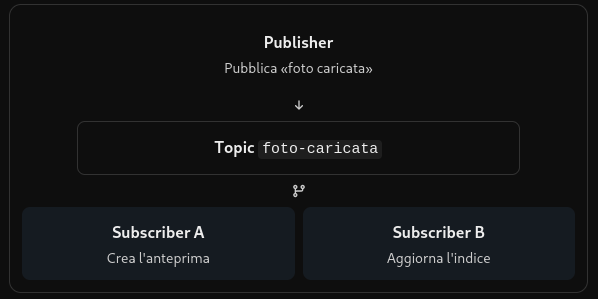 Publisher
Pubblica «foto caricata»
↓
Topic foto-caricata
Subscriber A
Crea l'anteprima
Subscriber B
Aggiorna l'indice